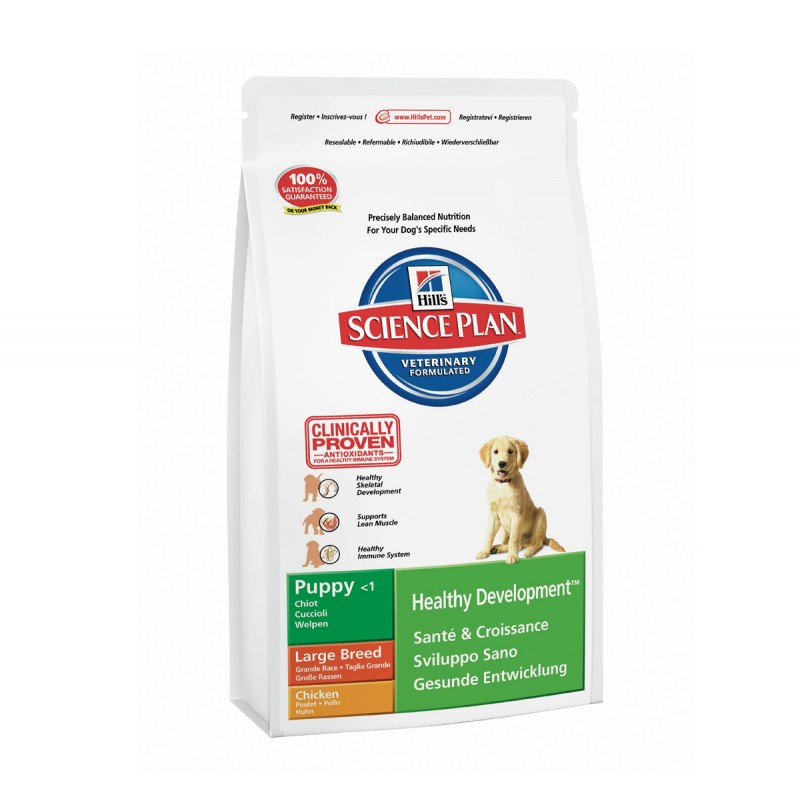 Register • Inscrivez-vous ! www.HillsPet.com Registratevi • Registrieren
Resealable • Refermable • Richiudibile • Wiederverschließbar
100%
SATISFACTION
GUARANTEED
OR YOUR MONEY BACK
Precisely Balanced Nutrition
For Your Dog's Specific Needs
Hill's
SCIENCE PLAN
VETERINARY
FORMULATED
CLINICALLY
PROVEN
ANTIOXIDANTS
FOR A HEALTHY IMMUNE SYSTEM
Healthy
Skeletal
Development
Supports
Lean Muscle
Healthy
Immune System
Puppy <1
Chiot
Cuccioli
Welpen
Large Breed
Grande Race • Taglia Grande
Große Rassen
Chicken
Poulet • Pollo
Huhn
Healthy Development™
Santé & Croissance
Sviluppo Sano
Gesunde Entwicklung